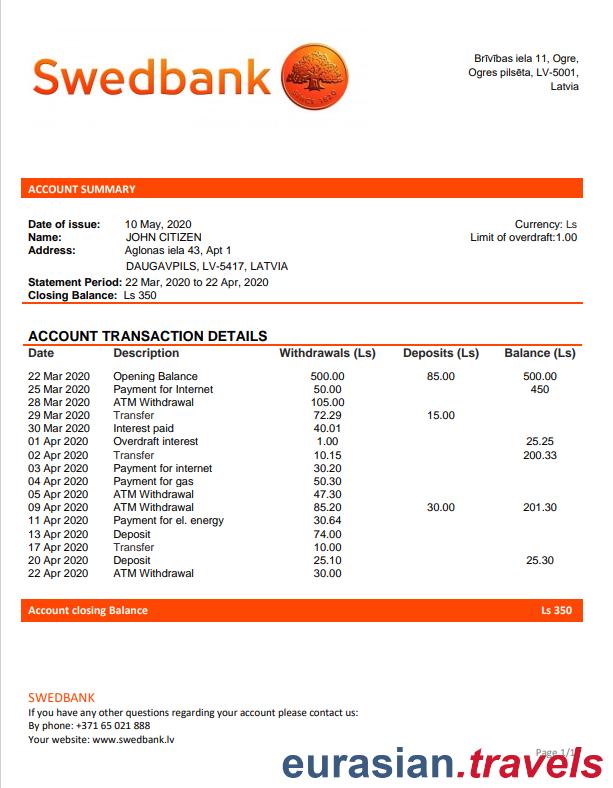 Swedbank
SINCE 1820
Brīvības iela 11, Ogre,
Ogres pilsēta, LV-5001,
Latvia
ACCOUNT SUMMARY
Date of issue: 10 May, 2020 Currency: Ls
Name: JOHN CITIZEN Limit of overdraft:1.00
Address: Aglonas iela 43, Apt 1
DAUGAVPILS, LV-5417, LATVIA
Statement Period: 22 Mar, 2020 to 22 Apr, 2020
Closing Balance: Ls 350
ACCOUNT TRANSACTION DETAILS
Date Description Withdrawals (Ls) Deposits (Ls) Balance (Ls)
22 Mar 2020 Opening Balance 500.00 85.00 500.00
25 Mar 2020 Payment for Internet 50.00 450
28 Mar 2020 ATM Withdrawal 105.00
29 Mar 2020 Transfer 72.29 15.00
30 Mar 2020 Interest paid 40.01
01 Apr 2020 Overdraft interest 1.00 25.25
02 Apr 2020 Transfer 10.15 200.33
03 Apr 2020 Payment for internet 30.20
04 Apr 2020 Payment for gas 50.30
05 Apr 2020 ATM Withdrawal 47.30
09 Apr 2020 ATM Withdrawal 85.20 30.00 201.30
11 Apr 2020 Payment for el. energy 30.64
13 Apr 2020 Deposit 74.00
17 Apr 2020 Transfer 10.00
20 Apr 2020 Deposit 25.10 25.30
22 Apr 2020 ATM Withdrawal 30.00
Account closing Balance Ls 350
SWEDBANK
If you have any other questions regarding your account please contact us:
By phone: +371 65 021 888
Your website: www.swedbank.lv
Page 1/1
eurasian.travels